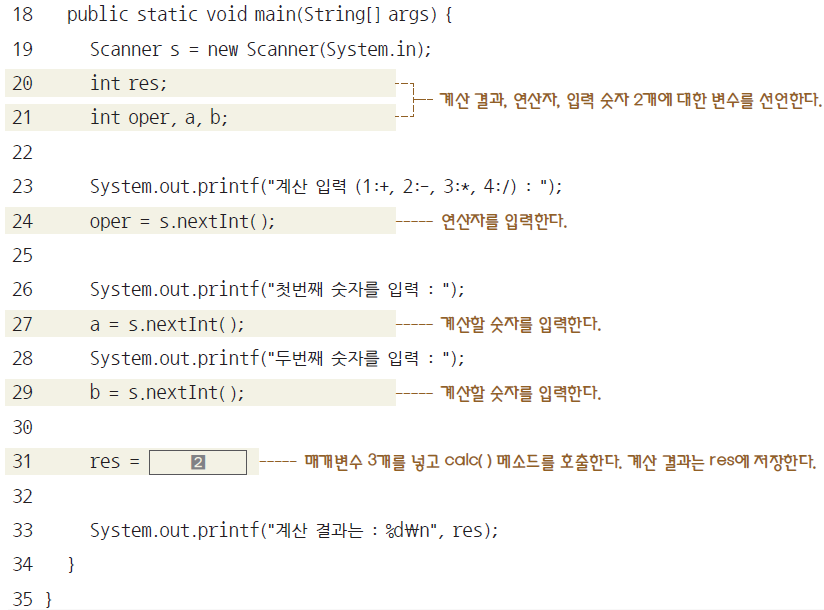 18 public static void main(String[] args) {
19 Scanner s = new Scanner(System.in);
20 int res;
계산 결과, 연산자, 입력 숫자 2개에 대한 변수를 선언한다.
21 int oper, a, b;
22
23 System.out.printf("계산 입력 (1:+, 2:-, 3:*, 4:/) : ");
24 oper = s.nextInt(); ----- 연산자를 입력한다.
25
26 System.out.printf("첫번째 숫자를 입력 : ");
27 a = s.nextInt(); ----- 계산할 숫자를 입력한다.
28 System.out.printf("두번째 숫자를 입력 : ");
29 b = s.nextInt(); ----- 계산할 숫자를 입력한다.
30
31 res = 2 ----- 매개변수 3개를 넣고 calc( ) 메소드를 호출한다. 계산 결과는 res에 저장한다.
32
33 System.out.printf("계산 결과는 : %d₩n", res);
34 }
35 }